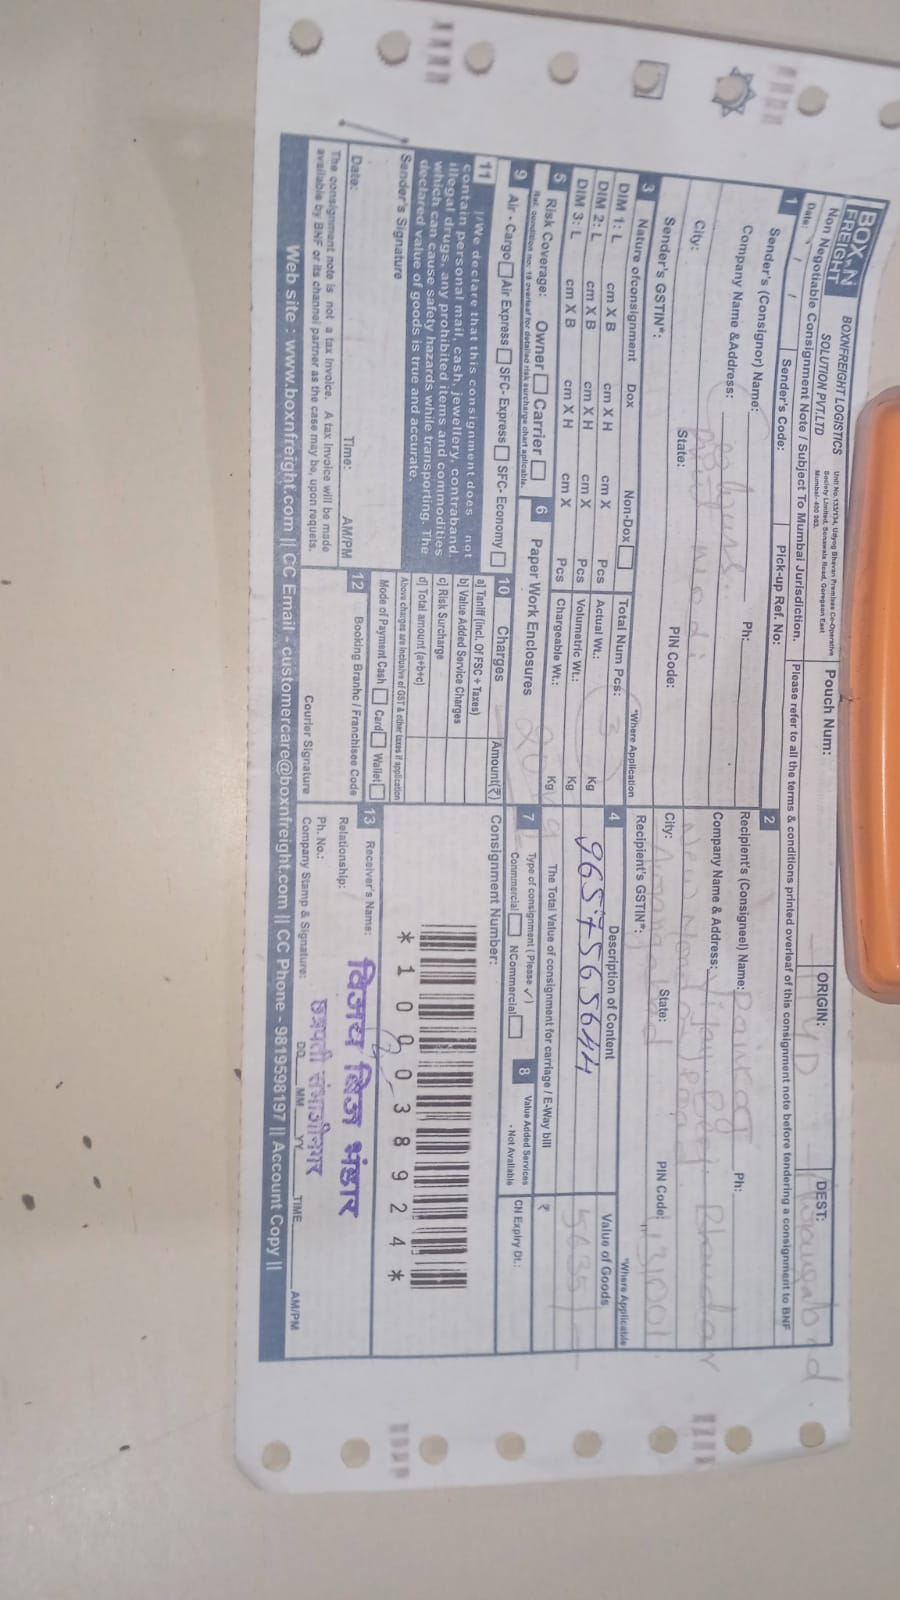 BOX N FREIGHT
BOXNFREIGHT LOGISTICS SOLUTION PVT.LTD
Unit No.133/134, Udyog Bhavan Premises Co-Operative
Society Limited, Sonawala Road, Goregaon East
Mumbai- 400 063.
Pouch Num:
ORIGIN: HYD
DEST: Aurangabad
Non Negotiable Consignment Note / Subject To Mumbai Jurisdiction.
Please refer to all the terms & conditions printed overleaf of this consignment note before tendering a consignment to BNF
Date: / /
Sender's Code:
Pick-up Ref. No:
1
Sender's (Consignor) Name:
Ph:
Company Name &Address:
City:
State:
PIN Code:
Sender's GSTIN*:
*Where Application
2
Recipient's (Consigneel) Name:
Ph:
Company Name & Address: Vijay Beej Bhandar
New Mondha Road
City: Aurangabad
State:
PIN Code: 431001
Recipient's GSTIN*:
*Where Applicable
3 Nature ofconsignment Dox Non-Dox
DIM 1: L cm X B cm X H cm X Pcs
DIM 2: L cm X B cm X H cm X Pcs
DIM 3: L cm X B cm X H cm X Pcs
Total Num Pcs: 3
Actual Wt.: Kg
Volumetric Wt.: Kg
Chargeable Wt.: Kg
4 Description of Content
9657565644
Value of Goods
5635/-
The Total Value of consignment for carriage / E-Way bill
₹
5 Risk Coverage: Owner Carrier
Ref. condition no. 18 overleaf for detailed risk surcharge chart aplicable.
6 Paper Work Enclosures
7 Type of consignment ( Please ✓ )
Conmmercial NCommercial
8 Value Added Services
- Not Available
CN Expiry Dt.:
9 Air - Cargo Air Express SFC- Express SFC- Economy
10 Charges Amount(₹)
a] Taniff (incl. Of FSC + Taxes)
b] Value Added Service Charges
c] Risk Surcharge
d] Total amount (a+b+c)
Above charges are inclusive of GST & other taxes if application
Mode of Payment Cash Card Wallet
11 I/We declare that this consignment does not
contain personal mail, cash, jewellery, contraband.
illegal drugs, any prohibited items and commodities
which can cause safety hazards while transporting. The
declared value of goods is true and accurate.
Sender's Signature
Date: Time: AM/PM
The consignment note is not a tax Invoice. A tax Invoice will be made
available by BNF or its channel partner as the case may be, upon requets.
12 Booking Branhc / Franchisee Code
Courier Signature
Consignment Number:
*100038924*
13 Receiver's Name:
विजय बिज भंडार
Relationship:
छत्रपती संभाजीनगर
Ph. No.:
Company Stamp & Signature:
DD MM YY TIME AM/PM
Web site : www.boxnfreight.com || CC Email - customercare@boxnfreight.com || CC Phone - 9819598197 || Account Copy ||